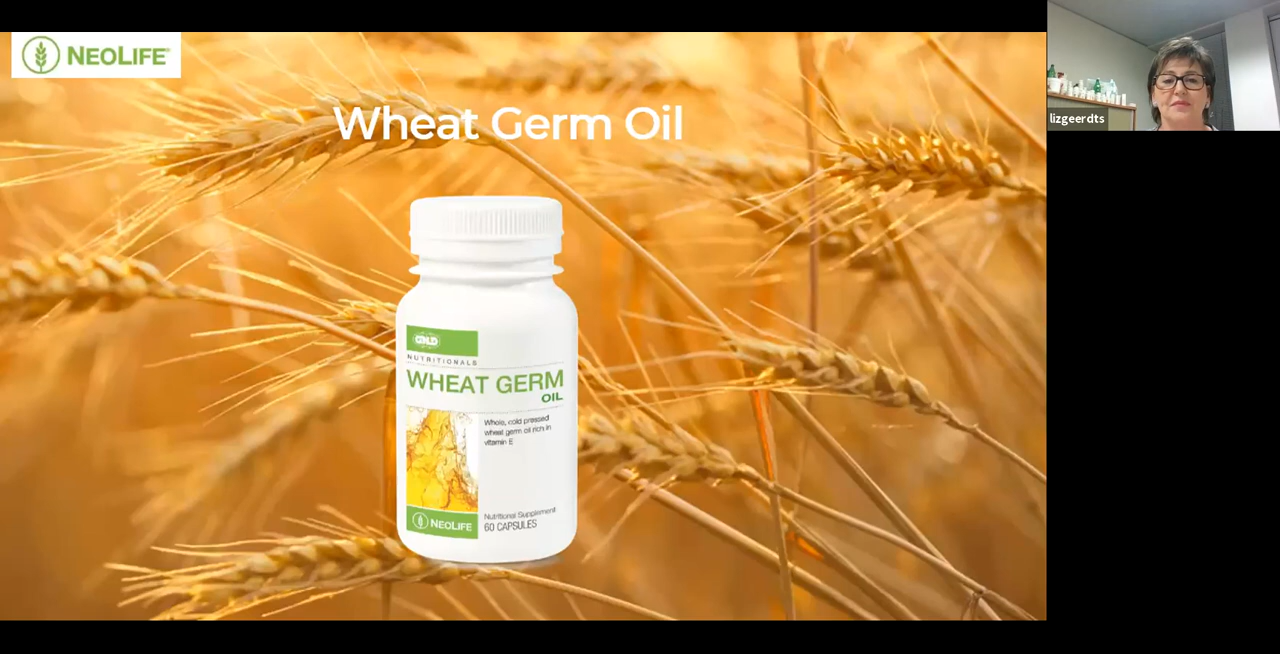 NEOLIFE
Wheat Germ Oil
GOLD
NUTRITIONALS
WHEAT GERM
OIL
Whole, cold pressed
wheat germ oil rich in
vitamin E
NEOLIFE
Nutritional Supplement
60 CAPSULES
lizgeerdts